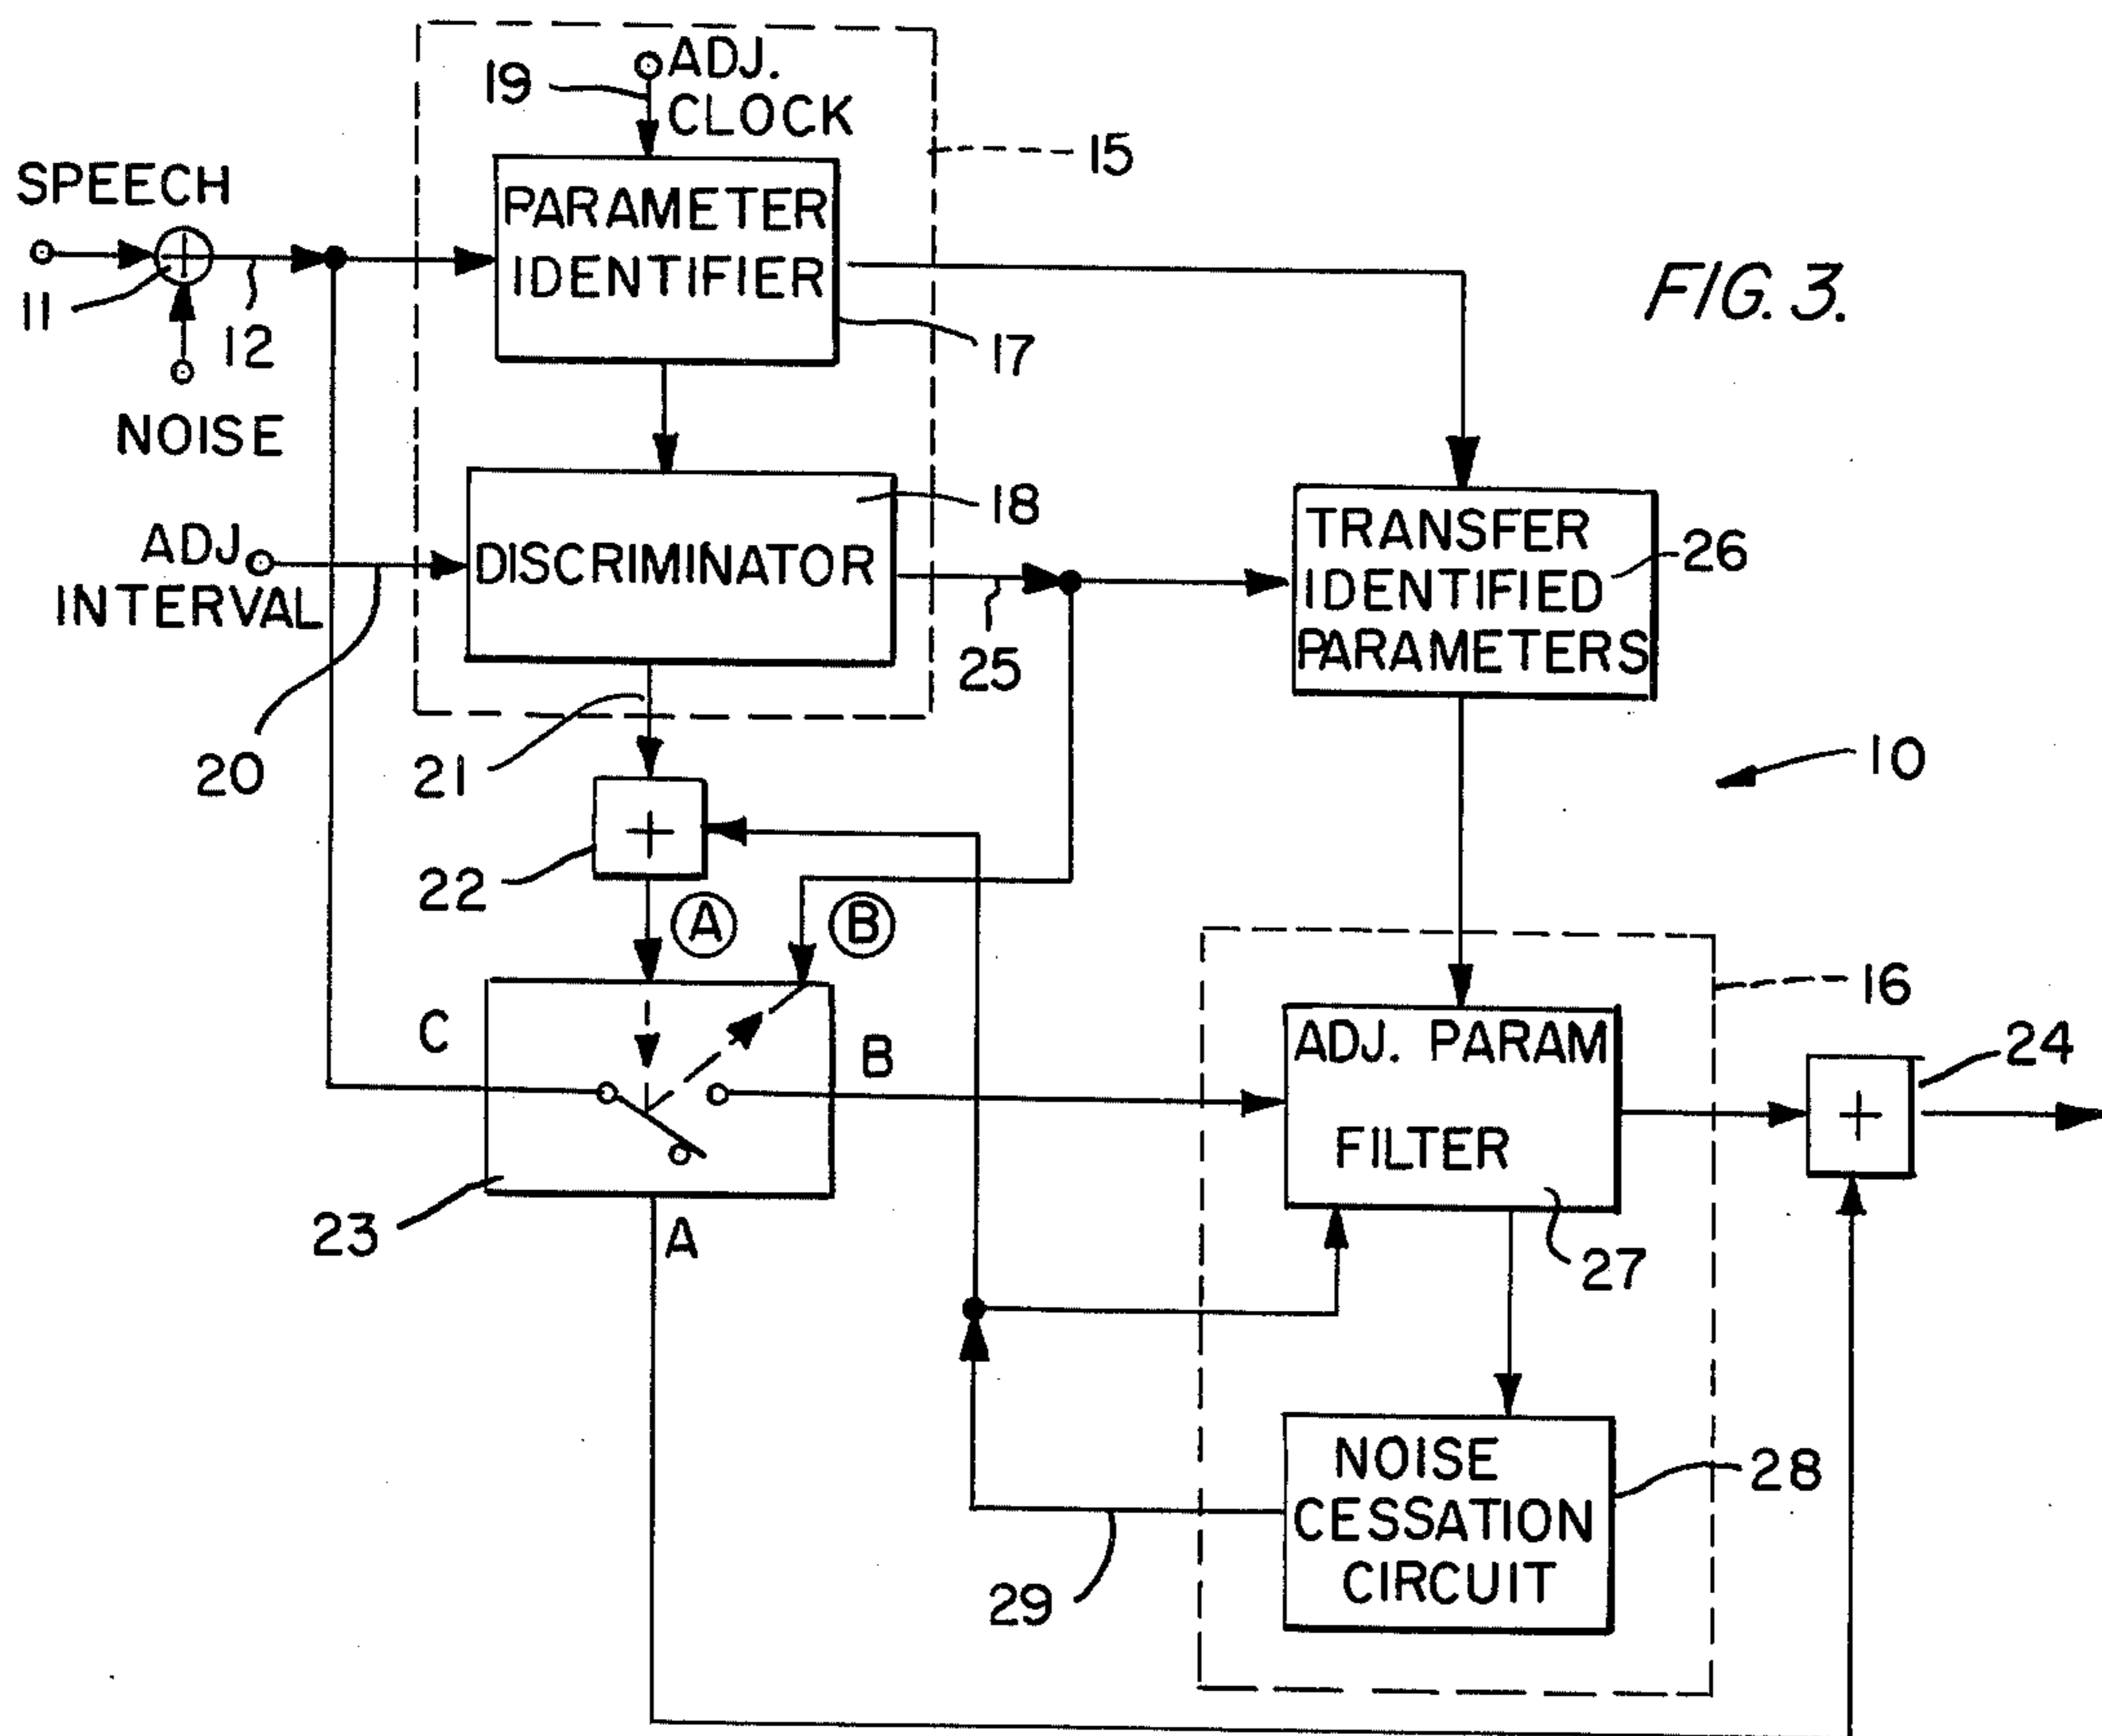 ADJ.
CLOCK
19
15
SPEECH
PARAMETER
IDENTIFIER
FIG. 3.
11
12
17
NOISE
18
ADJ
INTERVAL
DISCRIMINATOR
TRANSFER
IDENTIFIED
PARAMETERS
26
25
20
21
10
+
22
A
B
C
B
16
ADJ. PARAM
FILTER
24
+
23
A
27
NOISE
CESSATION
CIRCUIT
28
29